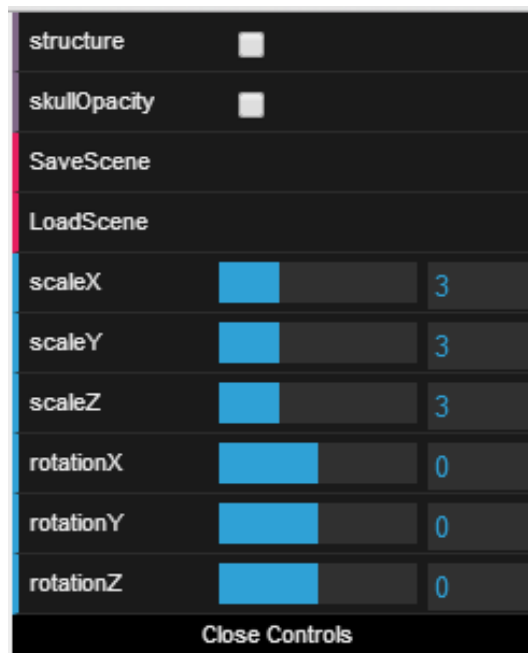 structure
skullOpacity
SaveScene
LoadScene
scaleX 3
scaleY 3
scaleZ 3
rotationX 0
rotationY 0
rotationZ 0
Close Controls